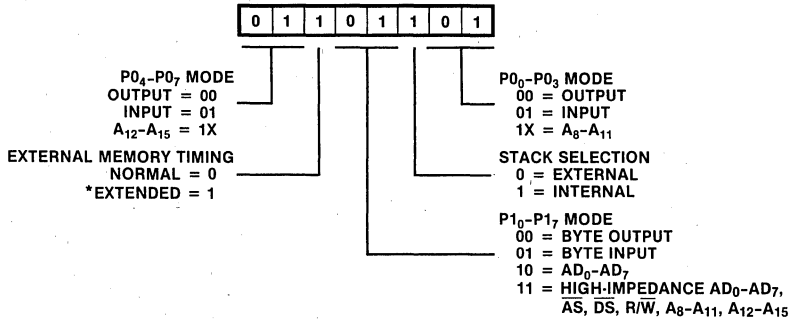 0 1 1 0 1 1 0 1
P0₄–P0₇ MODE
OUTPUT = 00
INPUT = 01
A₁₂–A₁₅ = 1X
EXTERNAL MEMORY TIMING
NORMAL = 0
*EXTENDED = 1
P0₀–P0₃ MODE
00 = OUTPUT
01 = INPUT
1X = A₈–A₁₁
STACK SELECTION
0 = EXTERNAL
1 = INTERNAL
P1₀–P1₇ MODE
00 = BYTE OUTPUT
01 = BYTE INPUT
10 = AD₀–AD₇
11 = HIGH-IMPEDANCE AD₀–AD₇,
A̅S̅, D̅S̅, R/W̅, A₈–A₁₁, A₁₂–A₁₅